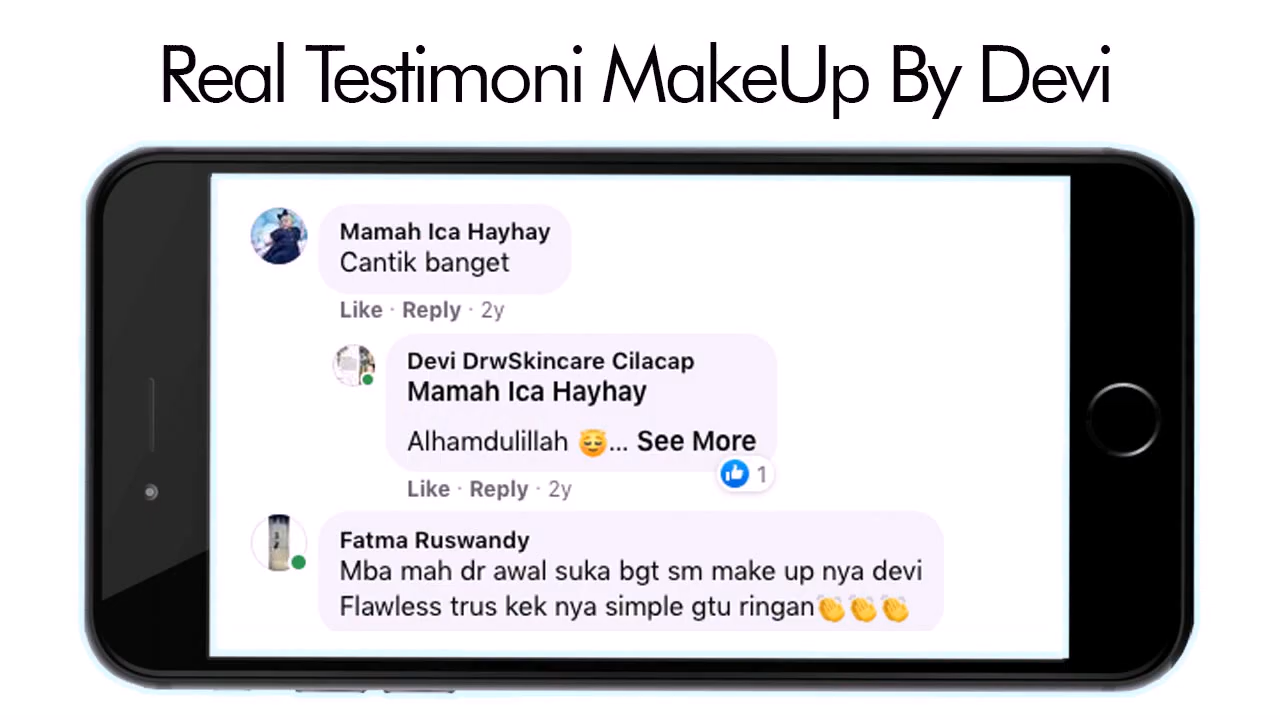 Real Testimoni MakeUp By Devi
Mamah Ica Hayhay
Cantik banget
Like · Reply · 2y
Devi DrwSkincare Cilacap
Mamah Ica Hayhay
Alhamdulillah 😇... See More
1
Like · Reply · 2y
Fatma Ruswandy
Mba mah dr awal suka bgt sm make up nya devi
Flawless trus kek nya simple gtu ringan👏👏👏